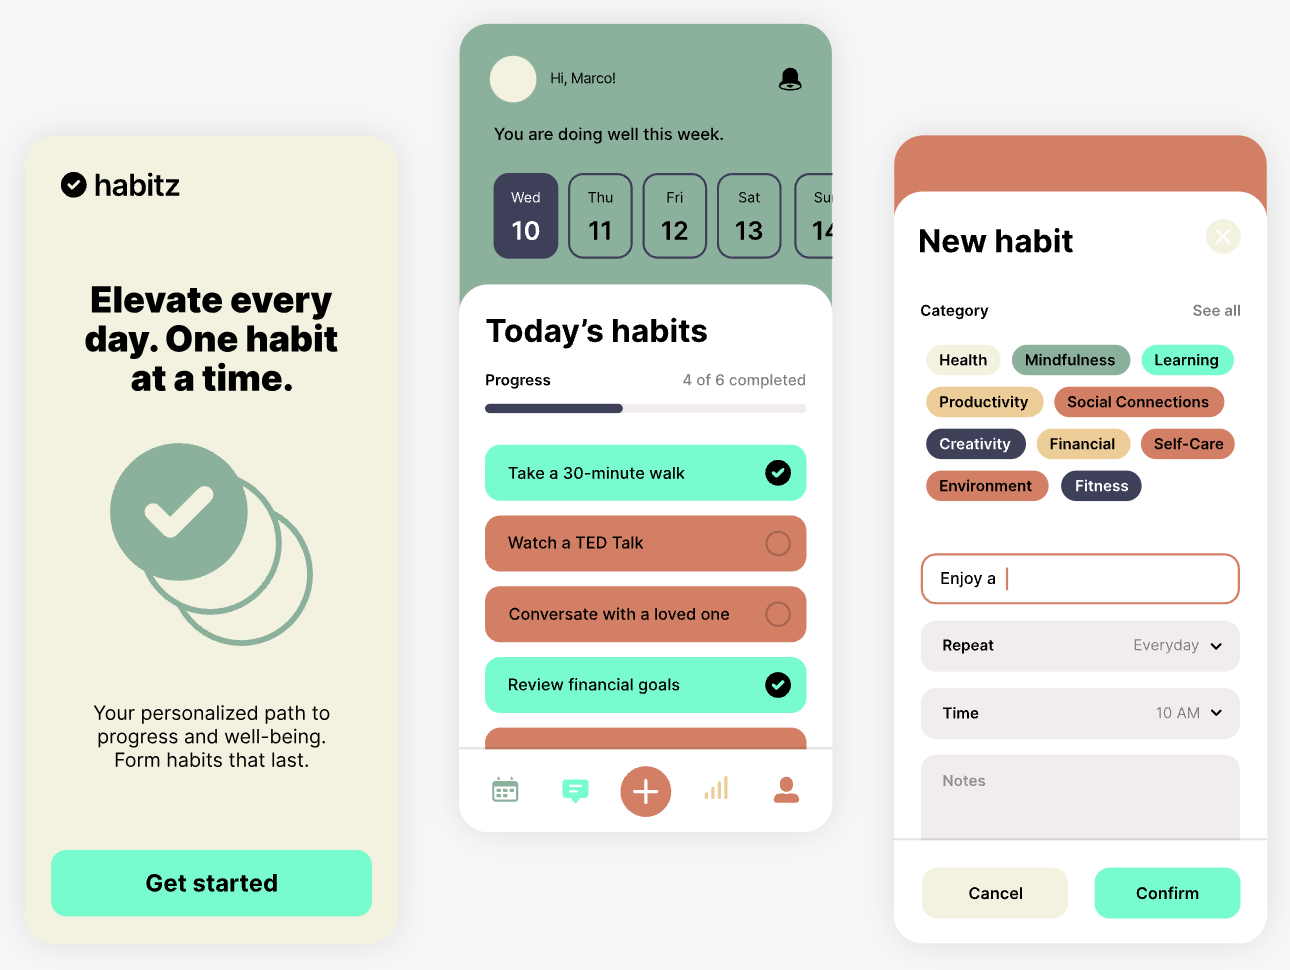 habitz
Elevate every
day. One habit
at a time.
Your personalized path to
progress and well-being.
Form habits that last.
Get started
Hi, Marco!
You are doing well this week.
Wed Thu Fri Sat Su
10 11 12 13 14
Today’s habits
Progress 4 of 6 completed
Take a 30-minute walk
Watch a TED Talk
Conversate with a loved one
Review financial goals
New habit
Category See all
Health Mindfulness Learning
Productivity Social Connections
Creativity Financial Self-Care
Environment Fitness
Enjoy a
Repeat Everyday
Time 10 AM
Notes
Cancel Confirm